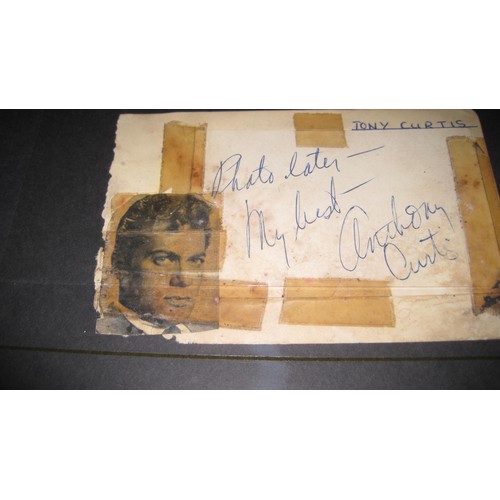 TONY CURTIS
Photo later—
My best—
Anthony
Curtis